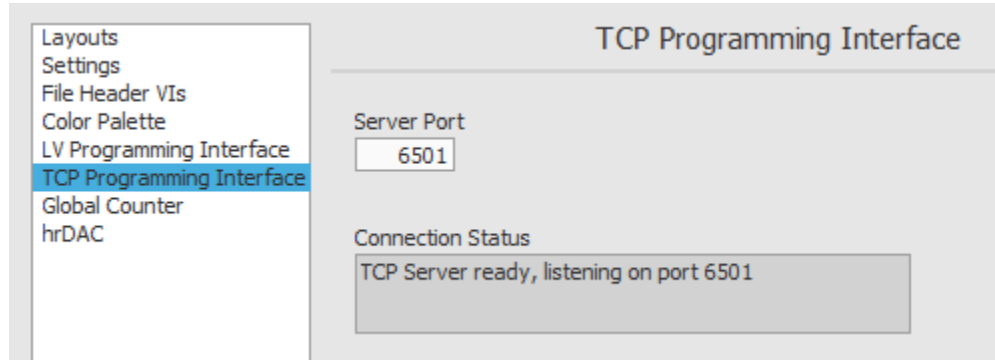 Layouts
Settings
File Header VIs
Color Palette
LV Programming Interface
TCP Programming Interface
Global Counter
hrDAC
TCP Programming Interface
Server Port
6501
Connection Status
TCP Server ready, listening on port 6501